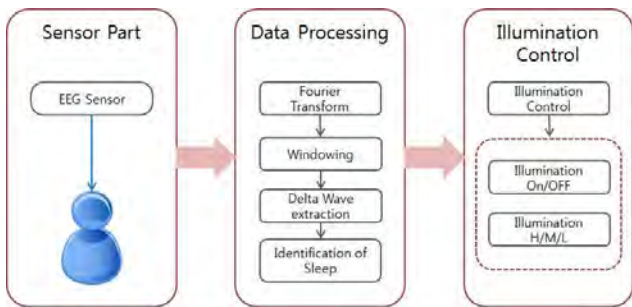 Sensor Part
EEG Sensor
Data Processing
Fourier
Transform
Windowing
Delta Wave
extraction
Identification of
Sleep
Illumination
Control
Illumination
Control
Illumination
On/OFF
Illumination
H/M/L